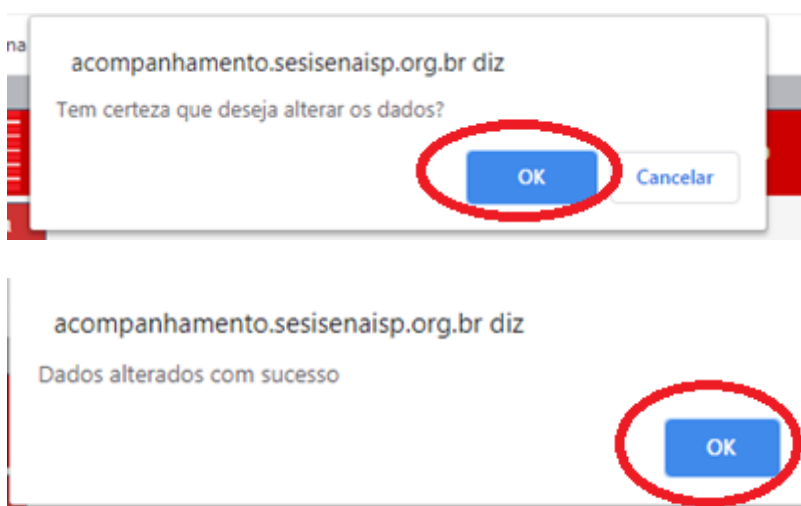 na
acompanhamento.sesisenaisp.org.br diz
Tem certeza que deseja alterar os dados?
OK Cancelar
acompanhamento.sesisenaisp.org.br diz
Dados alterados com sucesso
OK